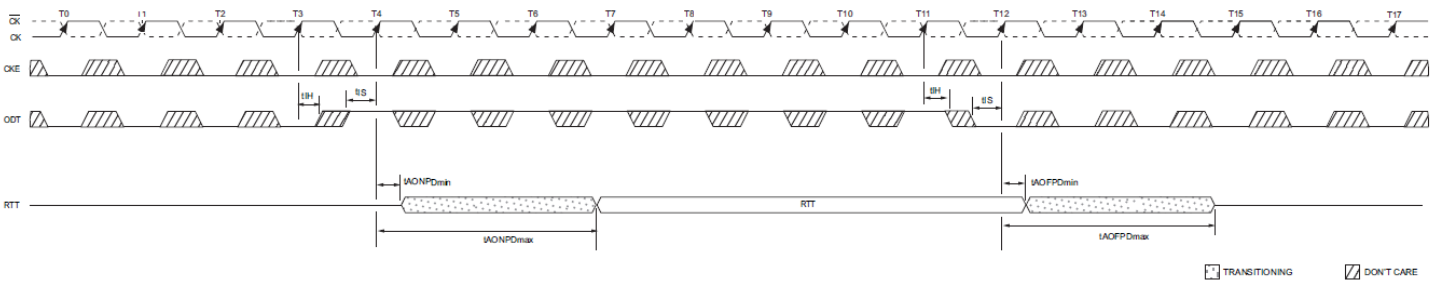 CK T0 T1 T2 T3 T4 T5 T6 T7 T8 T9 T10 T11 T12 T13 T14 T15 T16 T17
CK
CKE
tIH tIS tIH tIS
ODT
tAONPDmin tAOFPDmin
RTT RTT
tAONPDmax tAOFPDmax
TRANSITIONING DON'T CARE